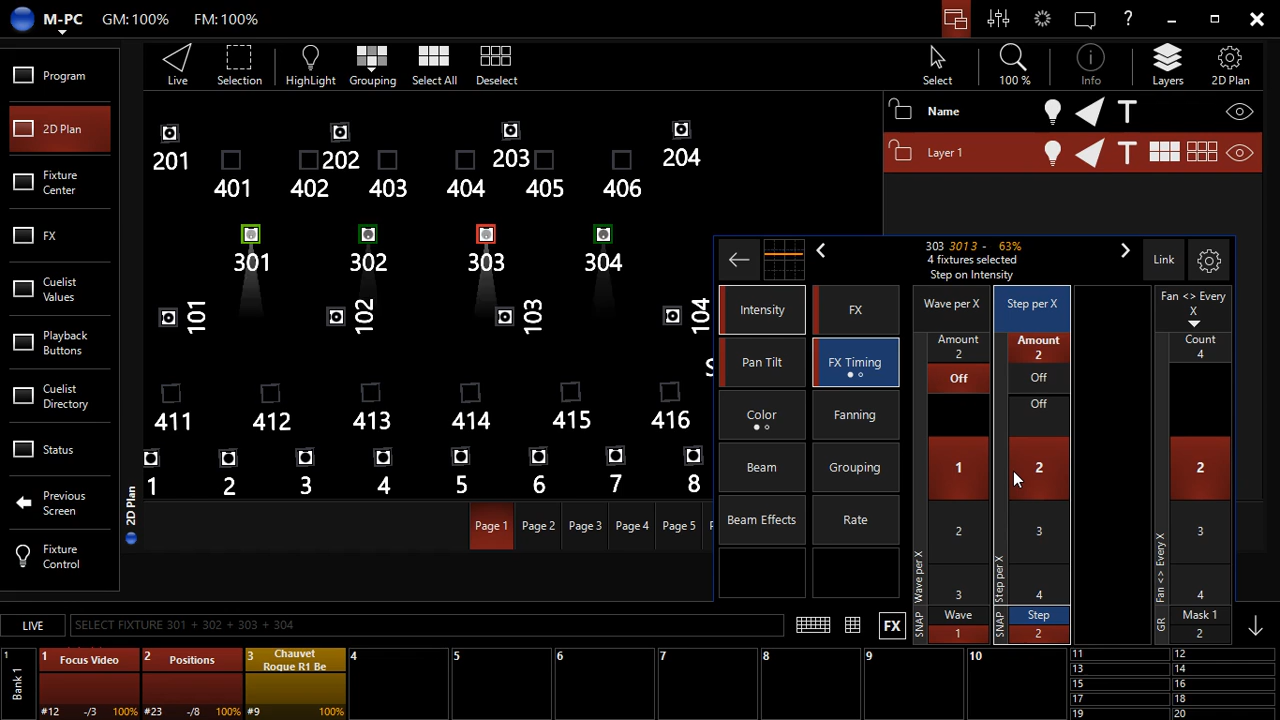 M-PC GM:100% FM:100% ?
Program
2D Plan
Fixture
Center
FX
Cuelist
Values
Playback
Buttons
Cuelist
Directory
Status
Previous
Screen
Fixture
Control
Live Selection HighLight Grouping Select All Deselect Select 100 % Info Layers 2D Plan
Name T
Layer 1 T
201 202 203 204
401 402 403 404 405 406
301 302 303 304
101 102 103 104
S
411 412 413 414 415 416
1 2 3 4 5 6 7 8
2D Plan
Page 1 Page 2 Page 3 Page 4 Page 5
303 301 3 - 63%
4 fixtures selected
Step on Intensity
Link
Intensity FX
Pan Tilt FX Timing
Color Fanning
Beam Grouping
Beam Effects Rate
Wave per X
Amount
2
Off
1
2
3
Wave
1
SNAP Wave per X
Step per X
Amount
2
Off
Off
2
3
4
Step
2
SNAP Step per X
Fan <> Every
X
Count
4
2
3
4
Mask 1
2
GR Fan <> Every X
LIVE SELECT FIXTURE 301 + 302 + 303 + 304 FX
1
Bank 1
1 Focus Video
#12 -/3 100%
2 Positions
#23 -/8 100%
3 Chauvet
Rogue R1 Be
#9 100%
4 5 6 7 8 9 10
11 12
13 14
15 16
17 18
19 20